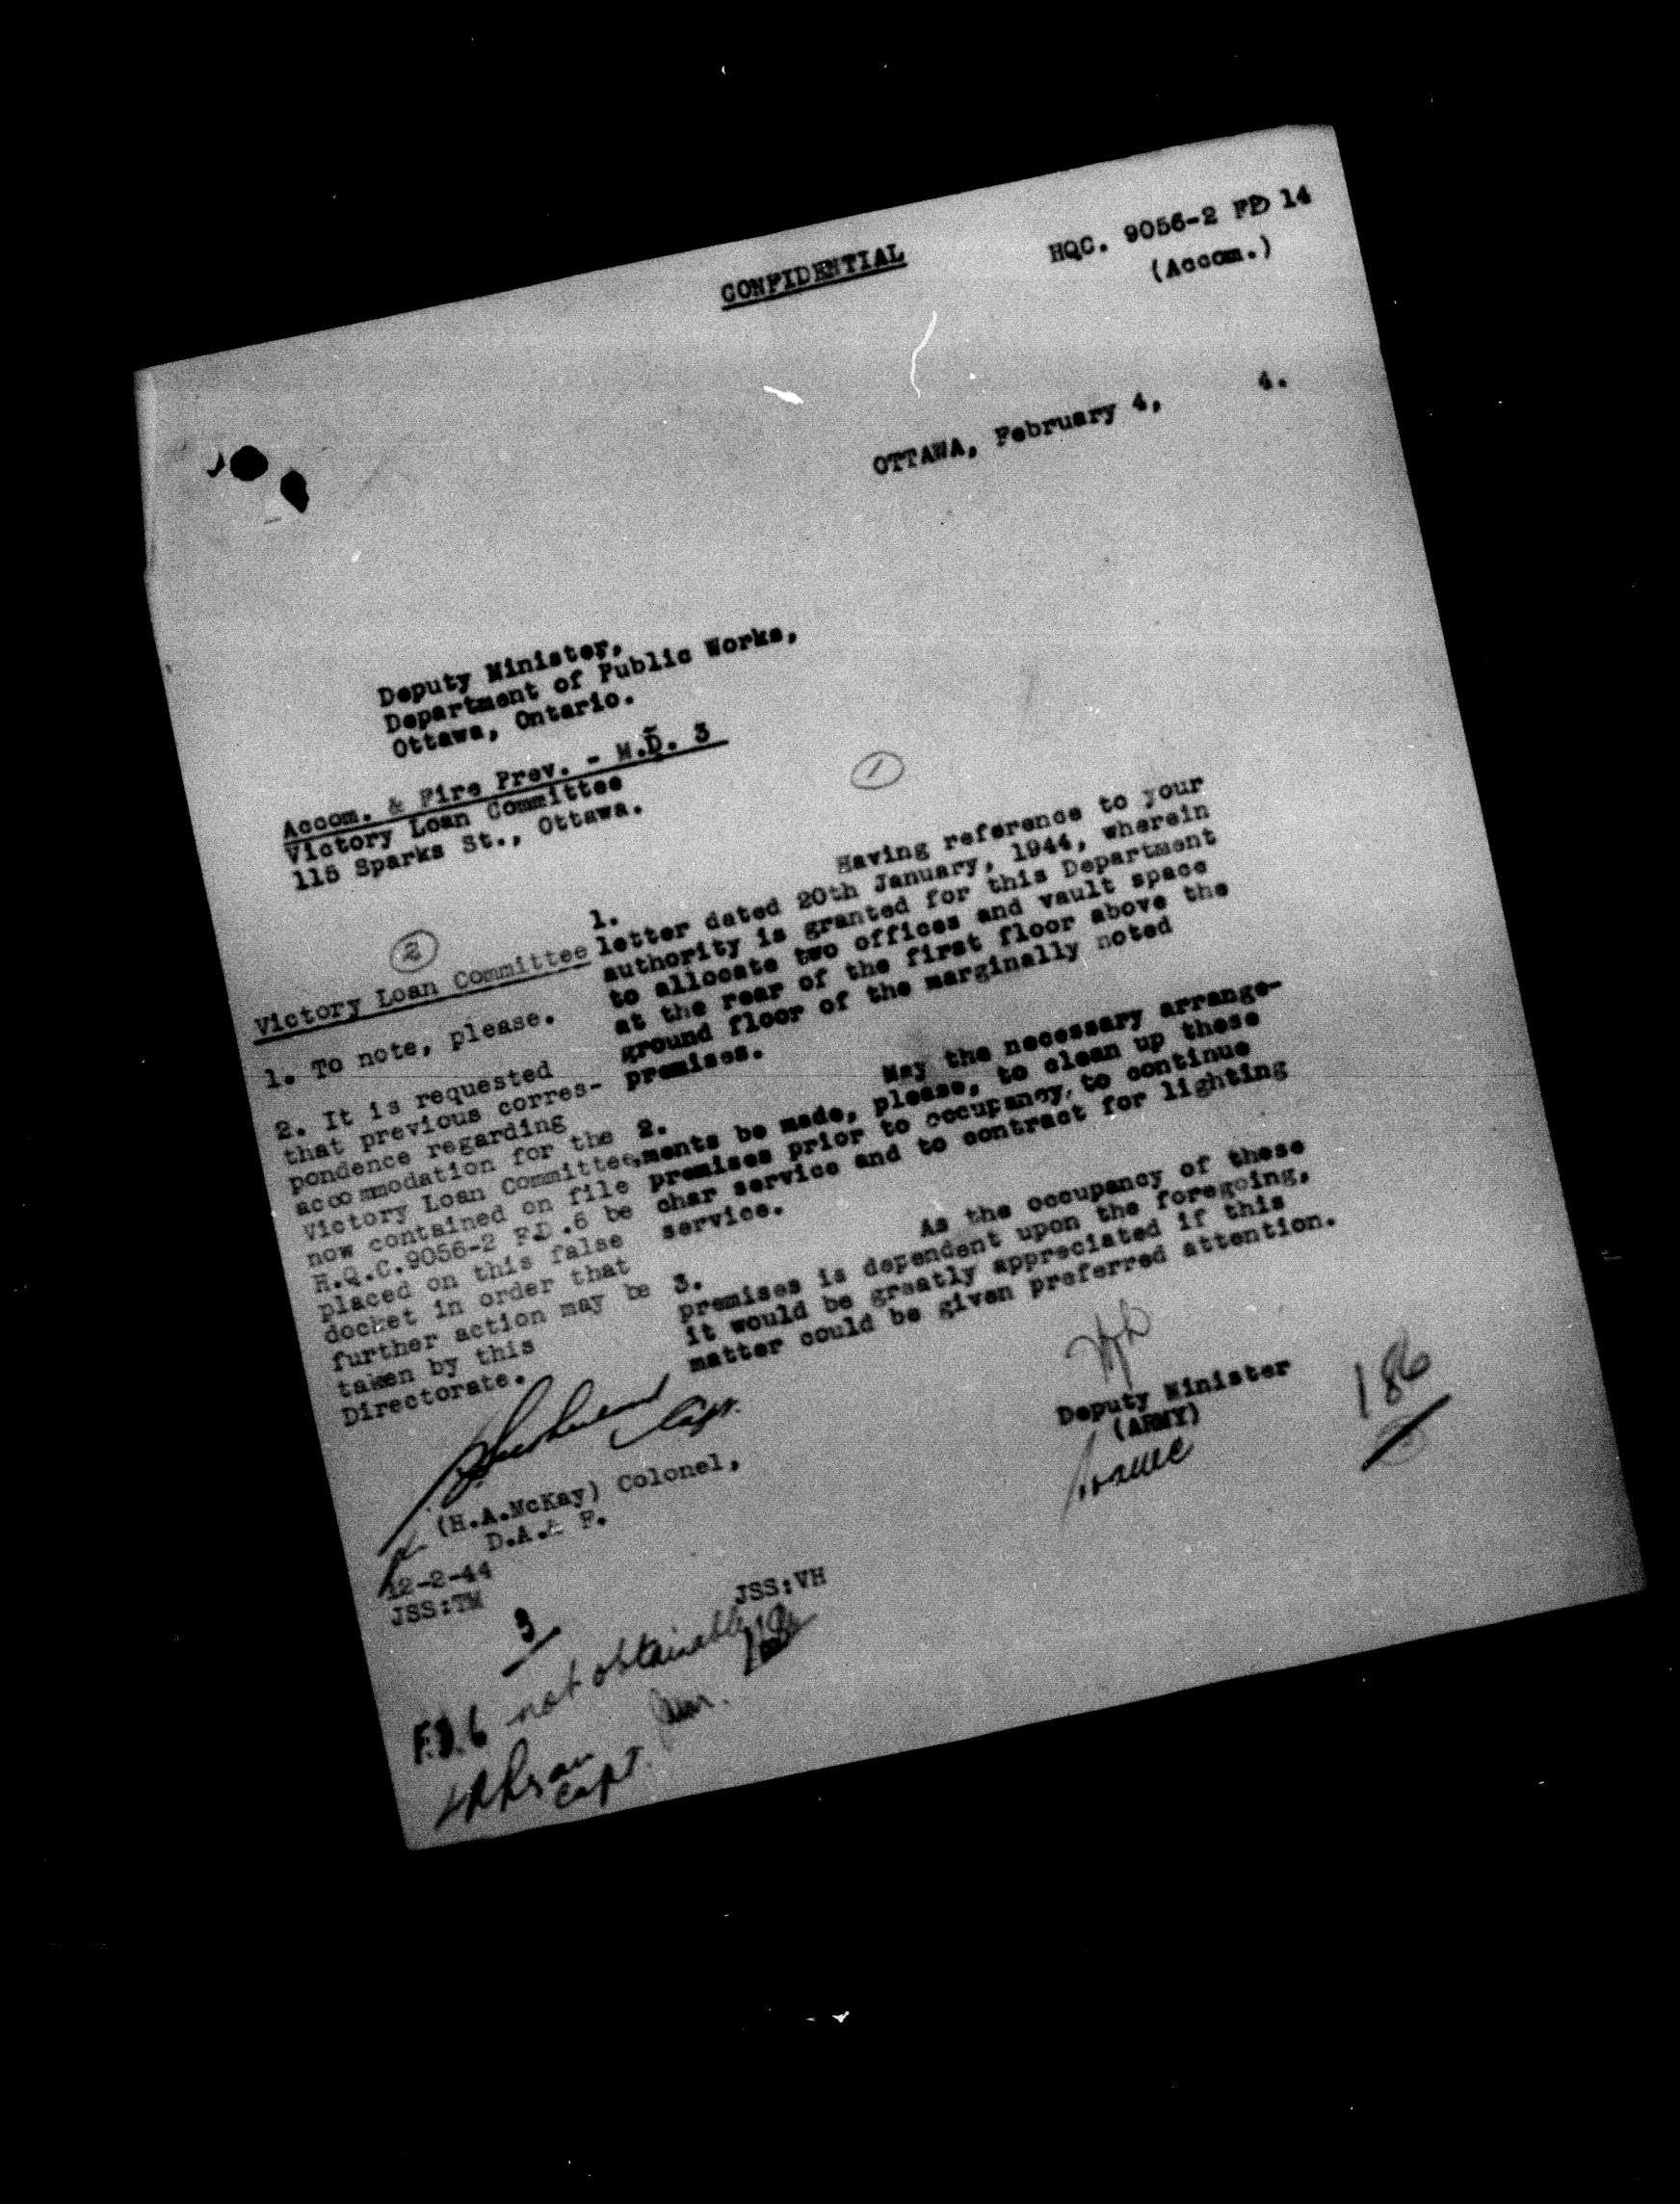 CONFIDENTIAL
HQC. 9056-2 FD 14
(Accom.)
OTTAWA, February 4, 4.
Deputy Minister,
Department of Public Works,
Ottawa, Ontario.
Accom. & Fire Prev. - M.D. 3
Victory Loan Committee
115 Sparks St., Ottawa.
1
1. Having reference to your
letter dated 20th January, 1944, wherein
authority is granted for this Department
to allocate two offices and vault space
at the rear of the first floor above the
ground floor of the marginally noted
premises.
2. May the necessary arrange-
ments be made, please, to clean up these
premises prior to occupancy, to continue
char service and to contract for lighting
service.
3. As the occupancy of these
premises is dependent upon the foregoing,
it would be greatly appreciated if this
matter could be given preferred attention.
Deputy Minister
(ARMY)
186
JSS:VH
2
Victory Loan Committee
1. To note, please.
2. It is requested
that previous corres-
pondence regarding
accommodation for the
Victory Loan Committee,
now contained on file
H.Q.C.9056-2 F.D.6 be
placed on this false
docket in order that
further action may be
taken by this
Directorate.
Capt.
(H.A.McKay) Colonel,
D.A.& F.
12-2-44
JSS:TM
3
F.D.6 not obtainable
Capt.